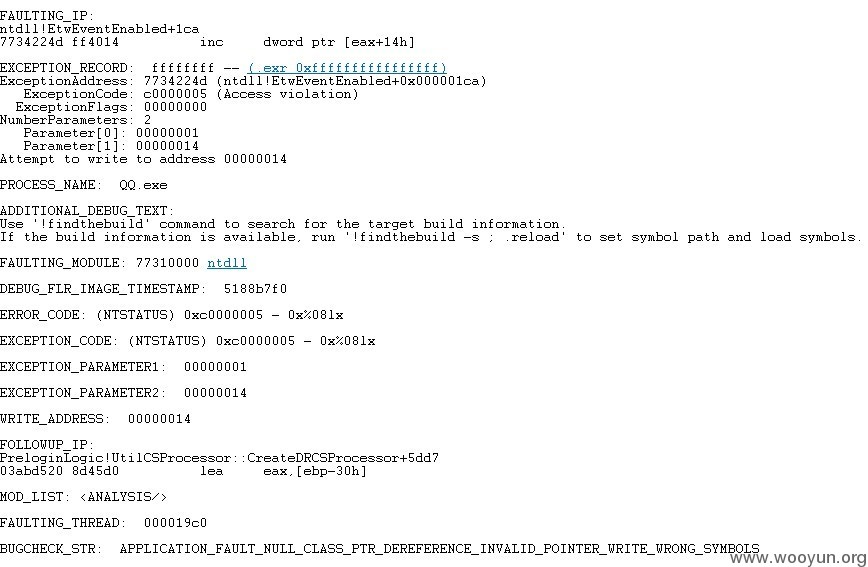 FAULTING_IP:
ntdll!EtwEventEnabled+1ca
7734224d ff4014          inc     dword ptr [eax+14h]
EXCEPTION_RECORD:  ffffffff -- (.exr 0xffffffffffffffff)
ExceptionAddress: 7734224d (ntdll!EtwEventEnabled+0x000001ca)
   ExceptionCode: c0000005 (Access violation)
  ExceptionFlags: 00000000
NumberParameters: 2
   Parameter[0]: 00000001
   Parameter[1]: 00000014
Attempt to write to address 00000014
PROCESS_NAME:  QQ.exe
ADDITIONAL_DEBUG_TEXT:
Use '!findthebuild' command to search for the target build information.
If the build information is available, run '!findthebuild -s ; .reload' to set symbol path and load symbols.
FAULTING_MODULE: 77310000 ntdll
DEBUG_FLR_IMAGE_TIMESTAMP:  5188b7f0
ERROR_CODE: (NTSTATUS) 0xc0000005 - 0x%08lx
EXCEPTION_CODE: (NTSTATUS) 0xc0000005 - 0x%08lx
EXCEPTION_PARAMETER1:  00000001
EXCEPTION_PARAMETER2:  00000014
WRITE_ADDRESS:  00000014
FOLLOWUP_IP:
PreloginLogic!UtilCSProcessor::CreateDRCSProcessor+5dd7
03abd520 8d45d0          lea     eax,[ebp-30h]
MOD_LIST: <ANALYSIS/>
FAULTING_THREAD:  000019c0
BUGCHECK_STR:  APPLICATION_FAULT_NULL_CLASS_PTR_DEREFERENCE_INVALID_POINTER_WRITE_WRONG_SYMBOLS
www.wooyun.org